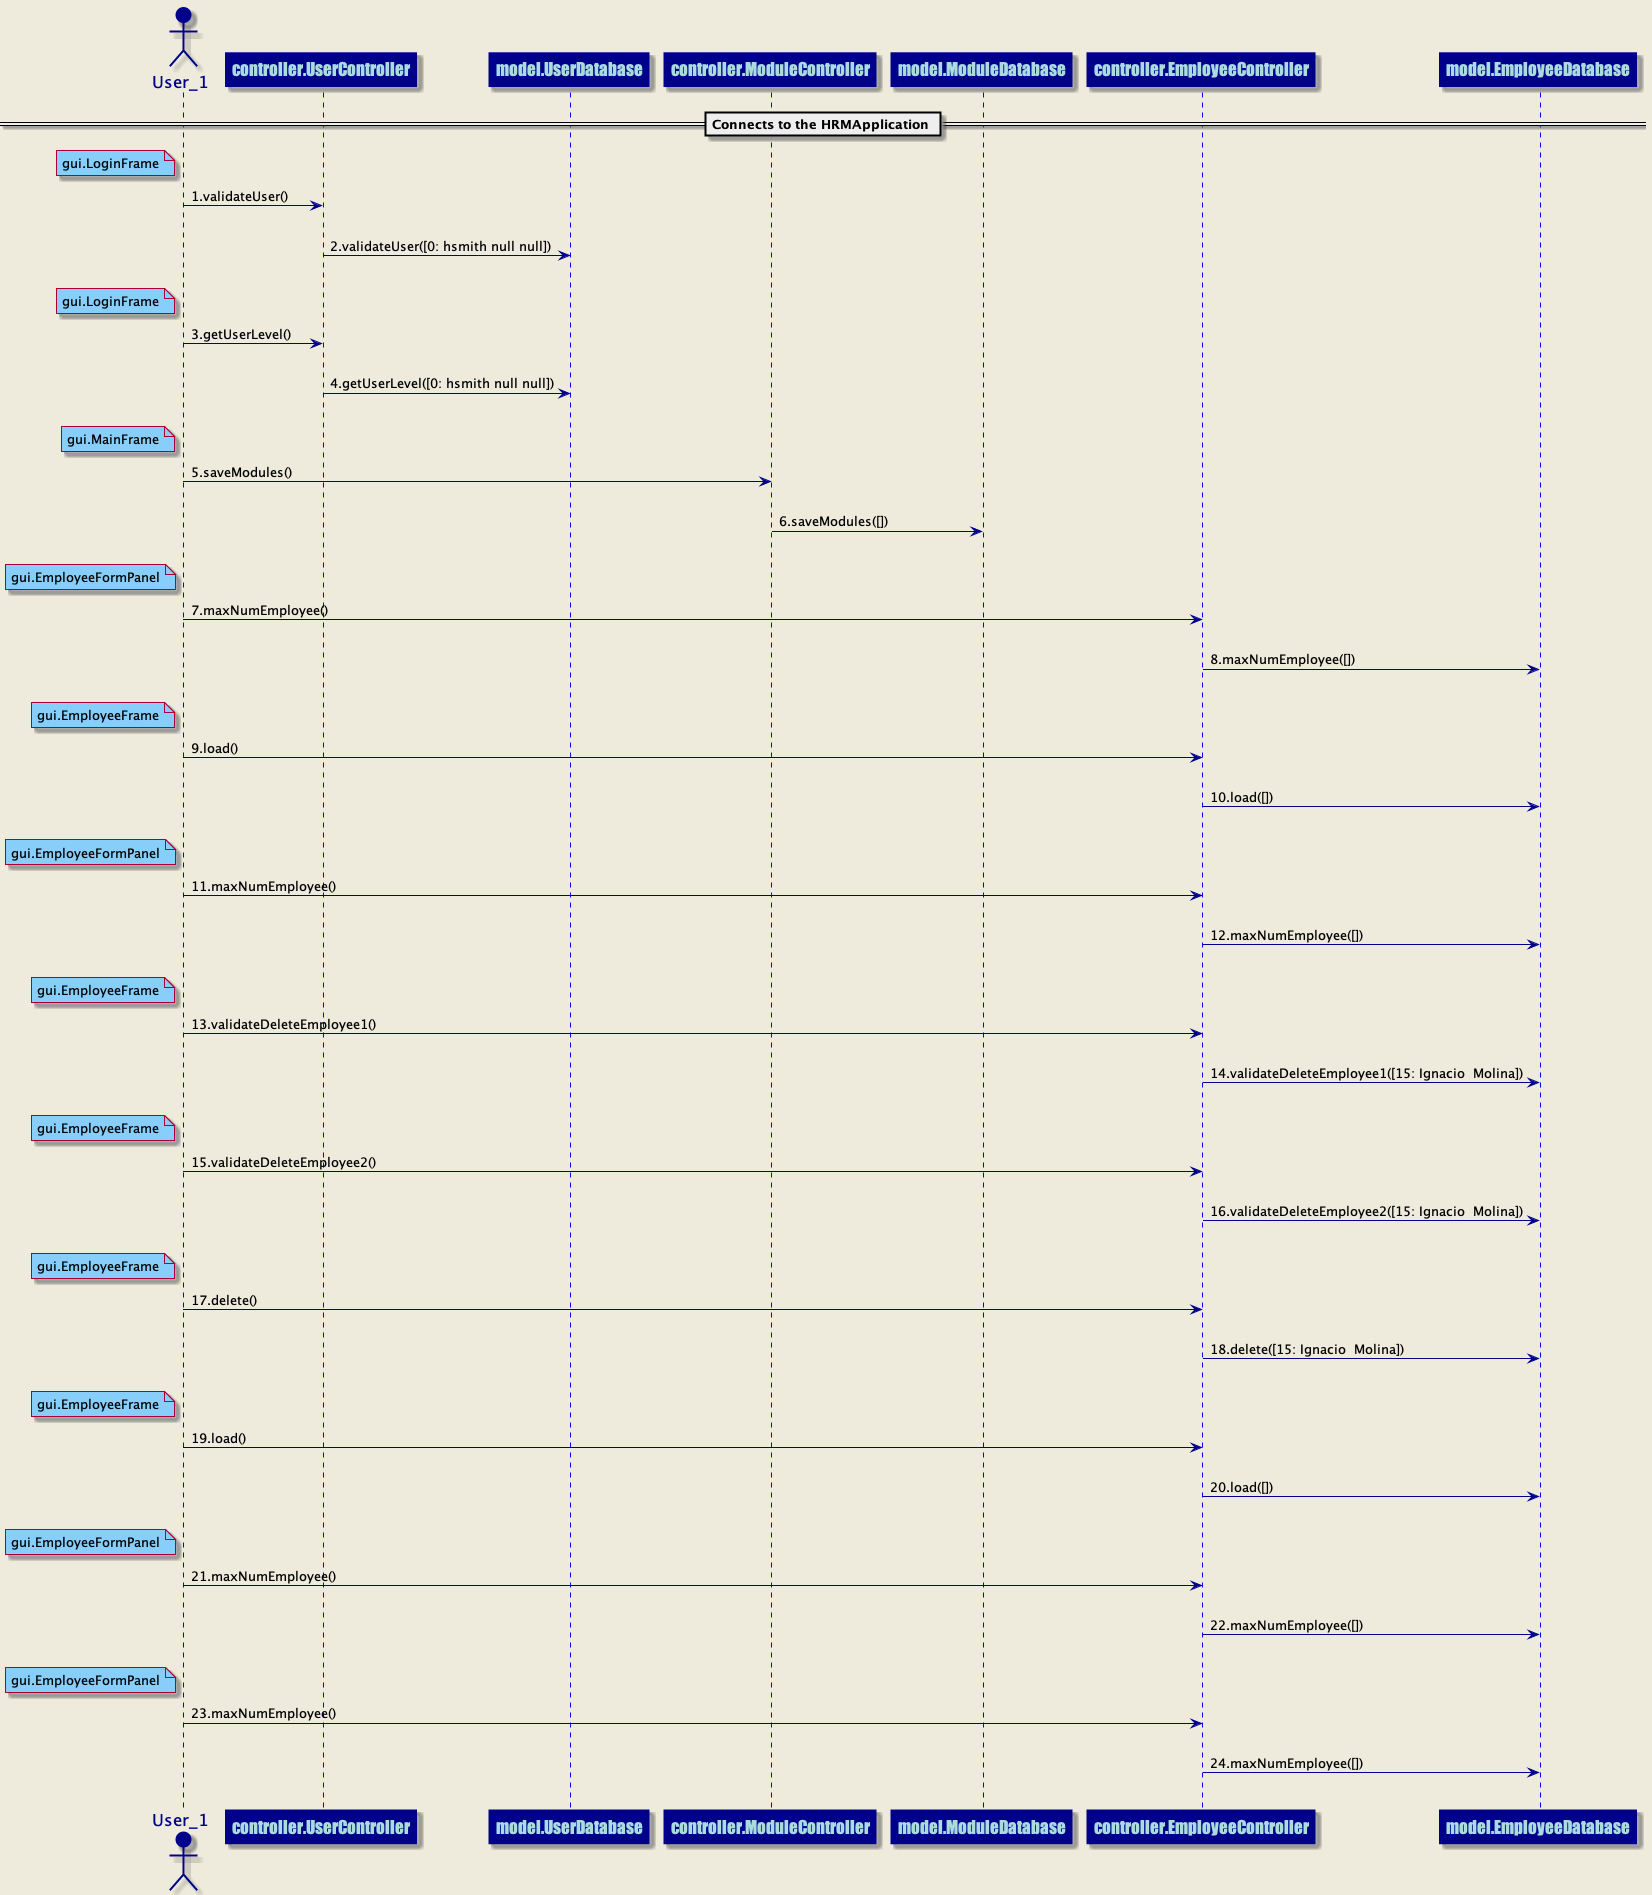 User_1
controller.UserController
model.UserDatabase
controller.ModuleController
model.ModuleDatabase
controller.EmployeeController
model.EmployeeDatabase
Connects to the HRMApplication
gui.LoginFrame
1.validateUser()
2.validateUser([0: hsmith null null])
gui.LoginFrame
3.getUserLevel()
4.getUserLevel([0: hsmith null null])
gui.MainFrame
5.saveModules()
6.saveModules([])
gui.EmployeeFormPanel
7.maxNumEmployee()
8.maxNumEmployee([])
gui.EmployeeFrame
9.load()
10.load([])
gui.EmployeeFormPanel
11.maxNumEmployee()
12.maxNumEmployee([])
gui.EmployeeFrame
13.validateDeleteEmployee1()
14.validateDeleteEmployee1([15: Ignacio  Molina])
gui.EmployeeFrame
15.validateDeleteEmployee2()
16.validateDeleteEmployee2([15: Ignacio  Molina])
gui.EmployeeFrame
17.delete()
18.delete([15: Ignacio  Molina])
gui.EmployeeFrame
19.load()
20.load([])
gui.EmployeeFormPanel
21.maxNumEmployee()
22.maxNumEmployee([])
gui.EmployeeFormPanel
23.maxNumEmployee()
24.maxNumEmployee([])
User_1
controller.UserController
model.UserDatabase
controller.ModuleController
model.ModuleDatabase
controller.EmployeeController
model.EmployeeDatabase